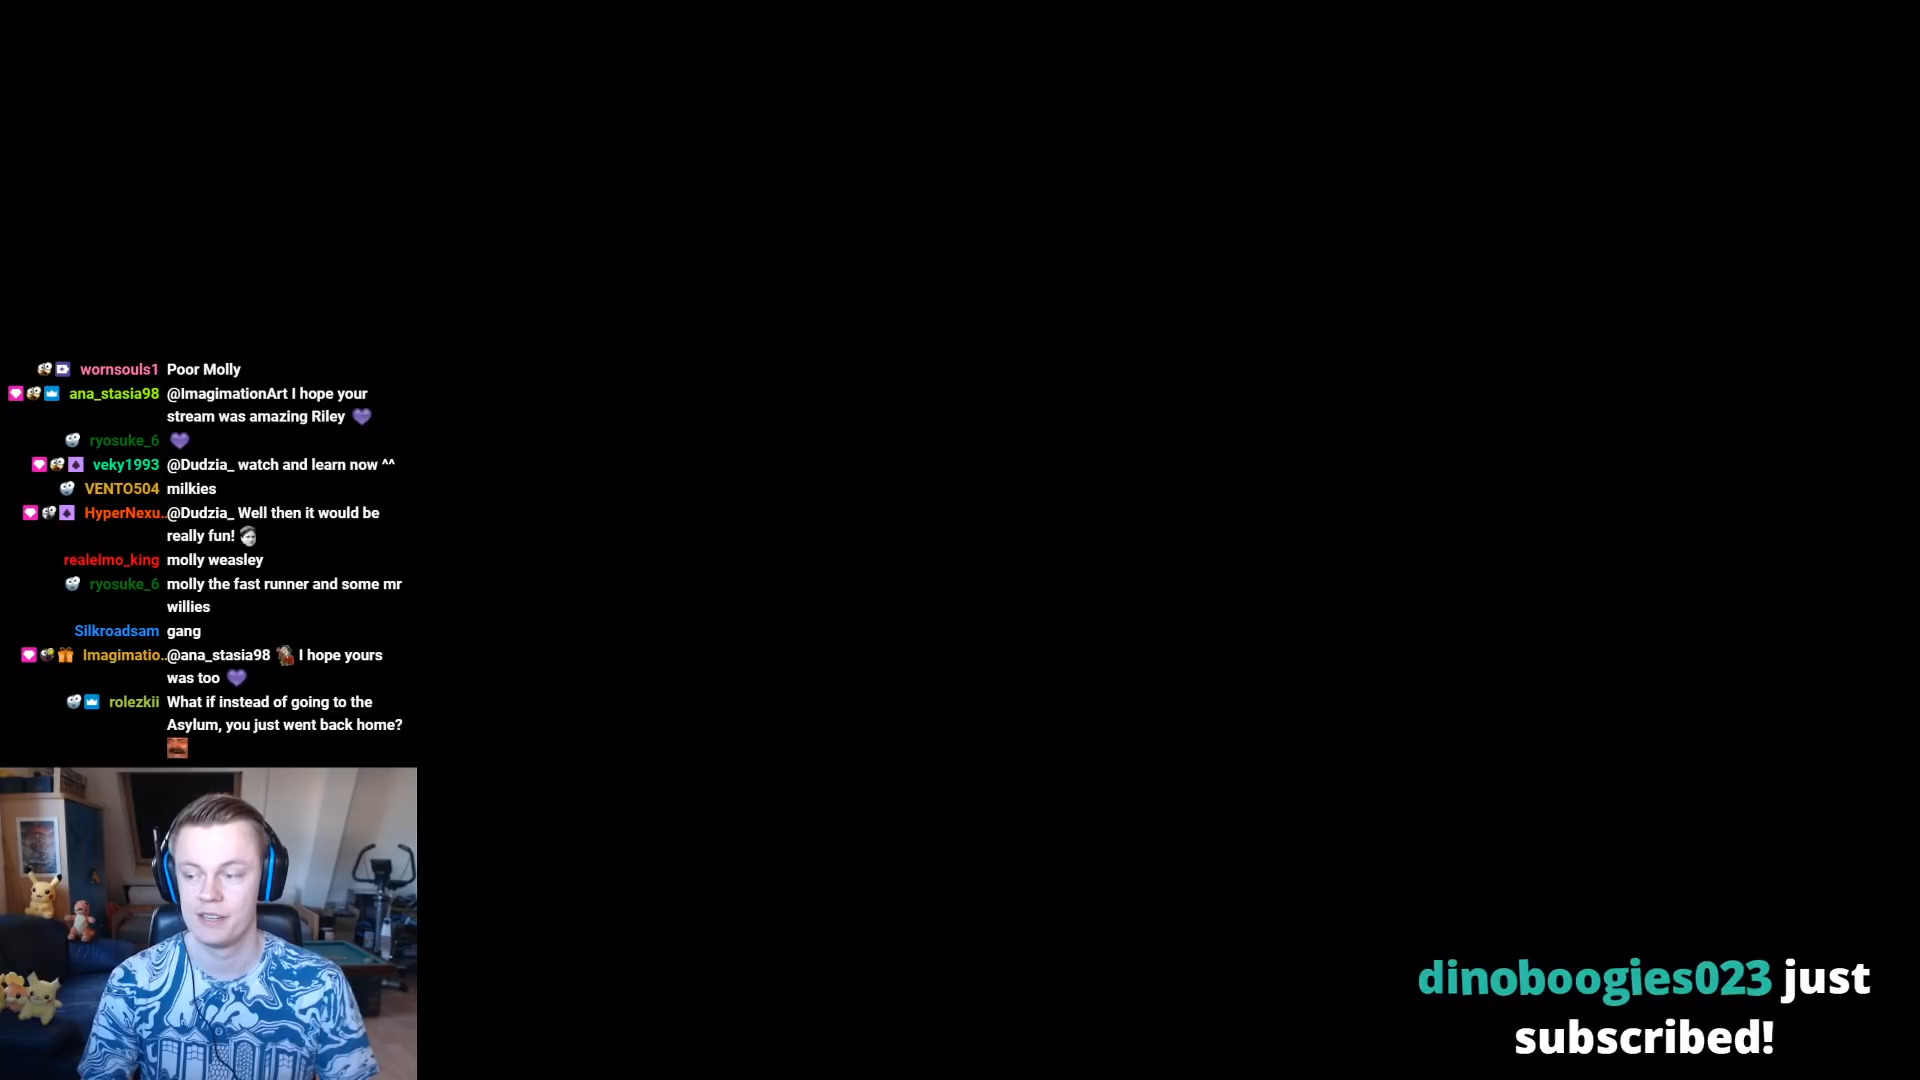 wornsouls1 Poor Molly
ana_stasia98 @ImagimationArt I hope your
stream was amazing Riley
ryosuke_6
veky1993 @Dudzia_ watch and learn now ^^
VENTO504 milkies
HyperNexu.. @Dudzia_ Well then it would be
really fun!
realelmo_king molly weasley
ryosuke_6 molly the fast runner and some mr
willies
Silkroadsam gang
Imagimatio.. @ana_stasia98 I hope yours
was too
rolezkii What if instead of going to the
Asylum, you just went back home?
dinoboogies023 just
subscribed!